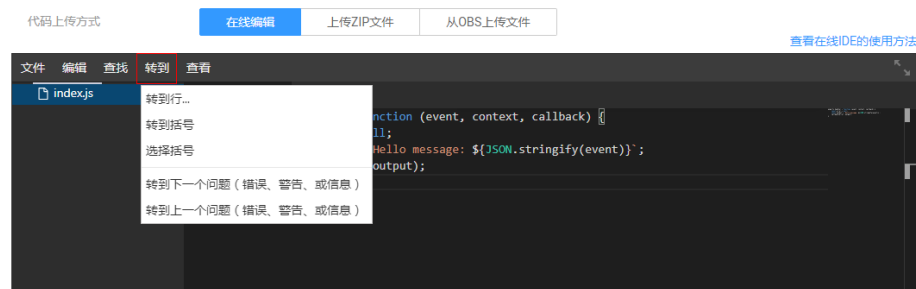 代码上传方式 在线编辑 上传ZIP文件 从OBS上传文件
查看在线IDE的使用方法
文件 编辑 查找 转到 查看
index.js
转到行...
转到括号
选择括号
转到下一个问题（错误、警告、或信息）
转到上一个问题（错误、警告、或信息）
nction (event, context, callback) {
ll;
Hello message: ${JSON.stringify(event)}`;
output);